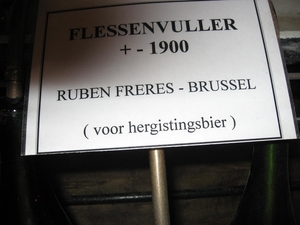 FLESSENVULLER
+ - 1900
RUBEN FRERES - BRUSSEL
( voor hergistingsbier )